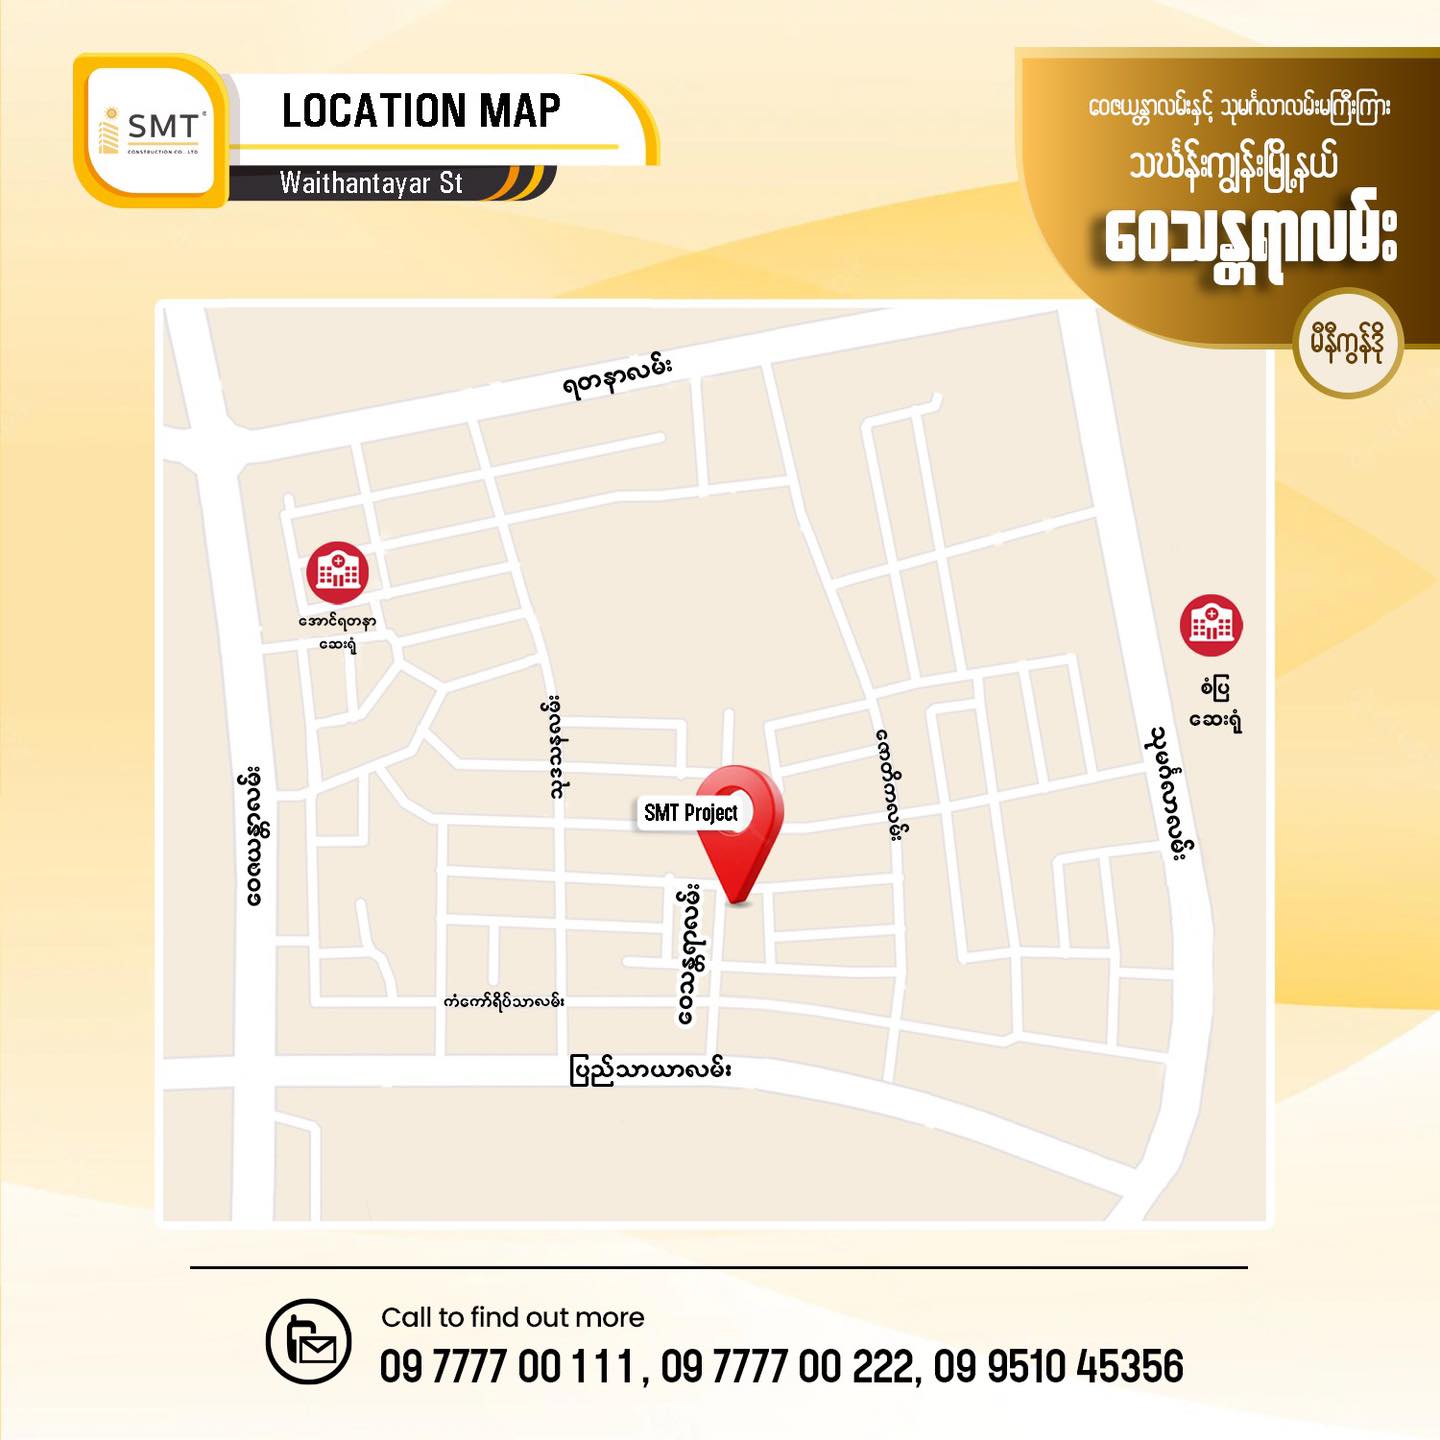 SMT
CONSTRUCTION CO., LTD
LOCATION MAP
Waithantayar St
ဝေဇယန္တာလမ်းနှင့် သုမင်္ဂလာလမ်းမကြီးကြား
သင်္ဃန်းကျွန်းမြို့နယ်
ဝေသန္တရာလမ်း
မီနီကွန်ဒို
ရတနာလမ်း
အောင်ရတနာ
ဆေးရုံ
စံပြ
ဆေးရုံ
သုဒဿနလမ်း
ဇောတိကလမ်း
သုမင်္ဂလာလမ်း
ဝေဇယန္တာလမ်း
SMT Project
ဝေသန္တရာလမ်း
ကံကော်ရိပ်သာလမ်း
ပြည်သာယာလမ်း
Call to find out more
09 7777 00 111, 09 7777 00 222, 09 9510 45356